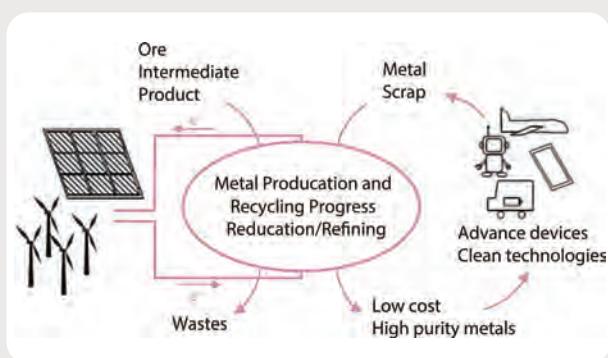 Ore
Intermediate
Product
Metal
Scrap
e⁻
Metal Producation and
Recycling Progress
Reducation/Refining
Advance devices
Clean technologies
e⁻
Wastes
Low cost
High purity metals